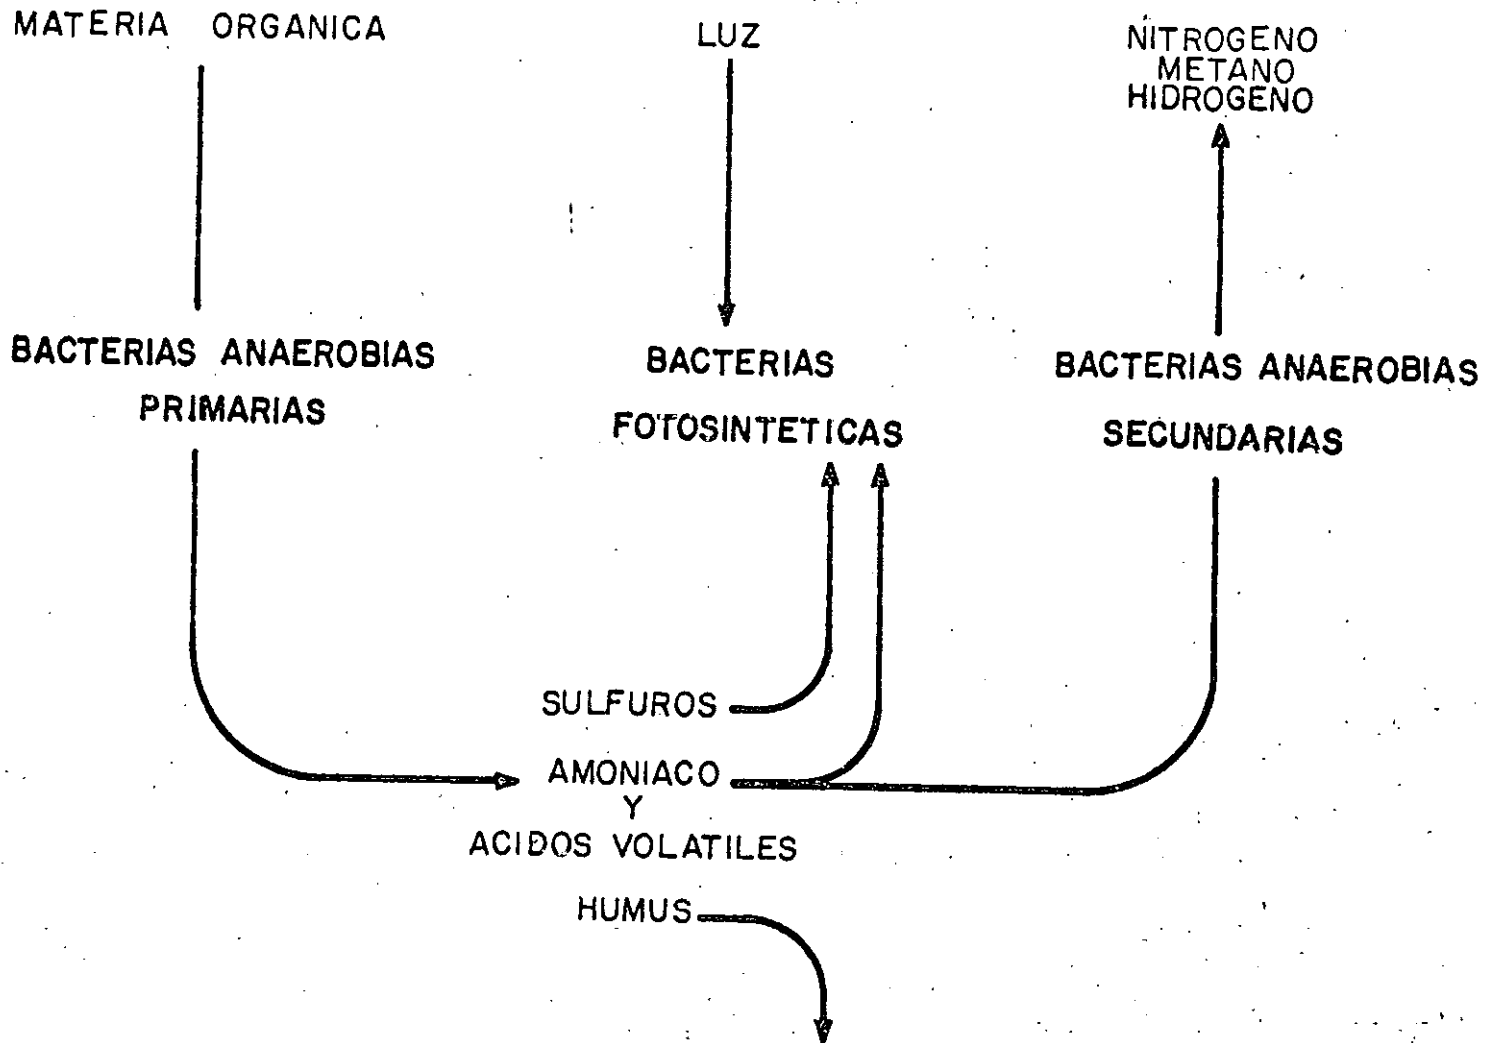 MATERIA ORGANICA
LUZ
NITROGENO
METANO
HIDROGENO
BACTERIAS ANAEROBIAS
PRIMARIAS
BACTERIAS
FOTOSINTETICAS
BACTERIAS ANAEROBIAS
SECUNDARIAS
SULFUROS
AMONIACO
Y
ACIDOS VOLATILES
HUMUS